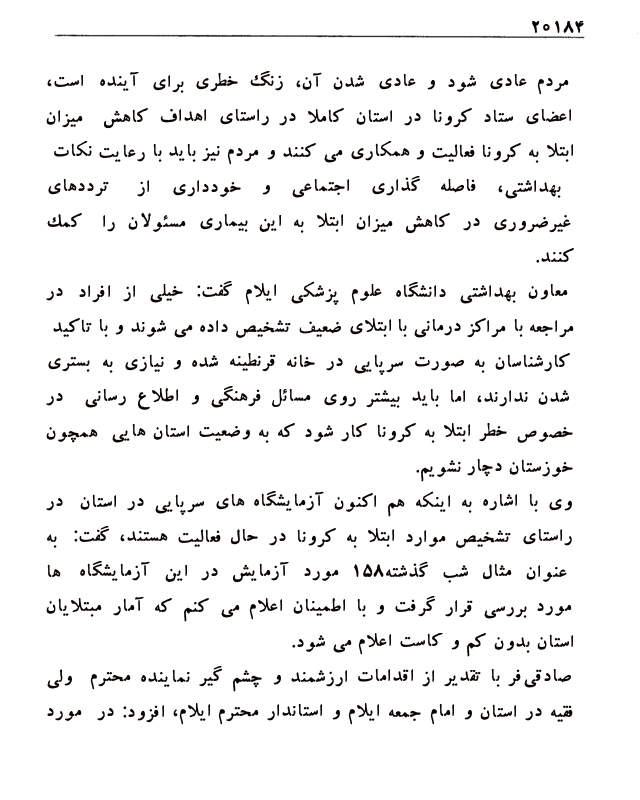 ۲۰۱۸۴
مردم عادی شود و عادی شدن آن، زنگ خطری برای آینده است،
اعضای ستاد کرونا در استان کاملا در راستای اهداف کاهش میزان
ابتلا به کرونا فعالیت و همکاری می کنند و مردم نیز باید با رعایت نکات
بهداشتی، فاصله گذاری اجتماعی و خودداری از ترددهای
غیرضروری در کاهش میزان ابتلا به این بیماری مسئولان را کمک
کنند.
معاون بهداشتی دانشگاه علوم پزشکی ایلام گفت: خیلی از افراد در
مراجعه با مراکز درمانی با ابتلای ضعیف تشخیص داده می شوند و با تاکید
کارشناسان به صورت سرپایی در خانه قرنطینه شده و نیازی به بستری
شدن ندارند، اما باید بیشتر روی مسائل فرهنگی و اطلاع رسانی در
خصوص خطر ابتلا به کرونا کار شود که به وضعیت استان هایی همچون
خوزستان دچار نشویم.
وی با اشاره به اینکه هم اکنون آزمایشگاه های سرپایی در استان در
راستای تشخیص موارد ابتلا به کرونا در حال فعالیت هستند، گفت: به
عنوان مثال شب گذشته۱۵۸ مورد آزمایش در این آزمایشگاه ها
مورد بررسی قرار گرفت و با اطمینان اعلام می کنم که آمار مبتلایان
استان بدون کم و کاست اعلام می شود.
صادقی‌فر با تقدیر از اقدامات ارزشمند و چشم گیر نماینده محترم ولی
فقیه در استان و امام جمعه ایلام و استاندار محترم ایلام، افزود: در مورد